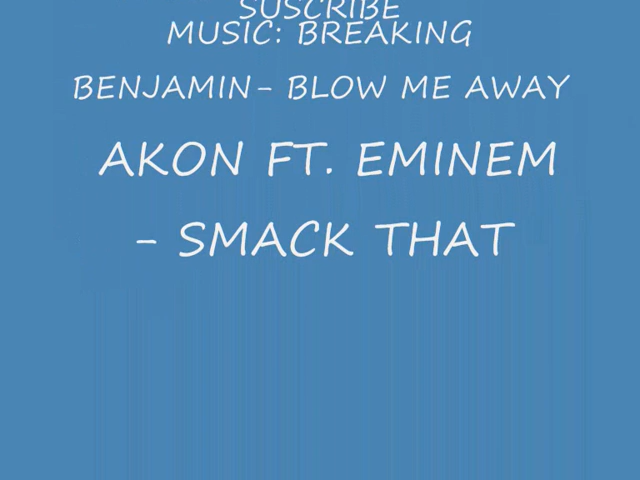 SUSCRIBE
MUSIC: BREAKING
BENJAMIN- BLOW ME AWAY
AKON FT. EMINEM
- SMACK THAT